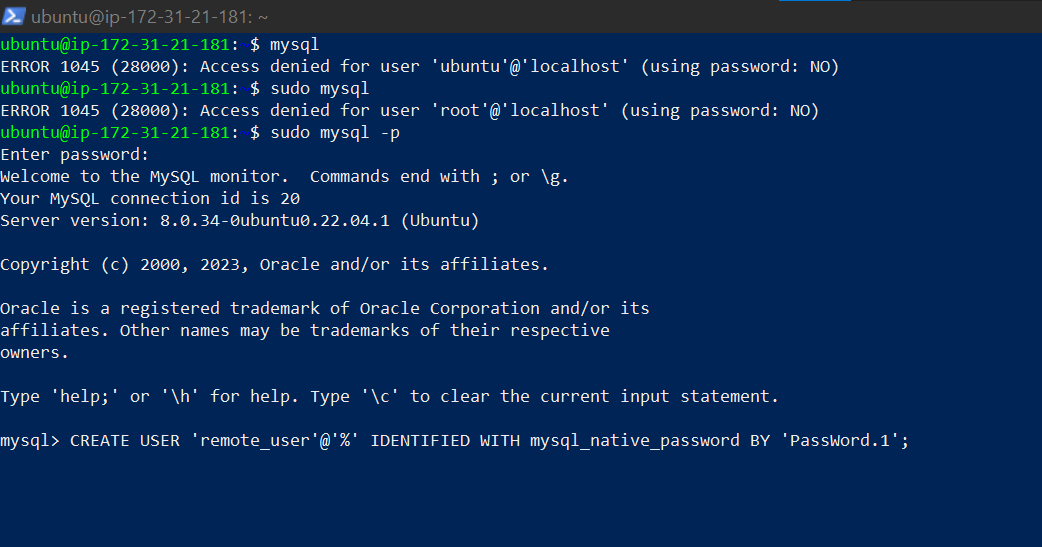 ubuntu@ip-172-31-21-181: ~
ubuntu@ip-172-31-21-181:~$ mysql
ERROR 1045 (28000): Access denied for user 'ubuntu'@'localhost' (using password: NO)
ubuntu@ip-172-31-21-181:~$ sudo mysql
ERROR 1045 (28000): Access denied for user 'root'@'localhost' (using password: NO)
ubuntu@ip-172-31-21-181:~$ sudo mysql -p
Enter password:
Welcome to the MySQL monitor.  Commands end with ; or \g.
Your MySQL connection id is 20
Server version: 8.0.34-0ubuntu0.22.04.1 (Ubuntu)
Copyright (c) 2000, 2023, Oracle and/or its affiliates.
Oracle is a registered trademark of Oracle Corporation and/or its
affiliates. Other names may be trademarks of their respective
owners.
Type 'help;' or '\h' for help. Type '\c' to clear the current input statement.
mysql> CREATE USER 'remote_user'@'%' IDENTIFIED WITH mysql_native_password BY 'PassWord.1';